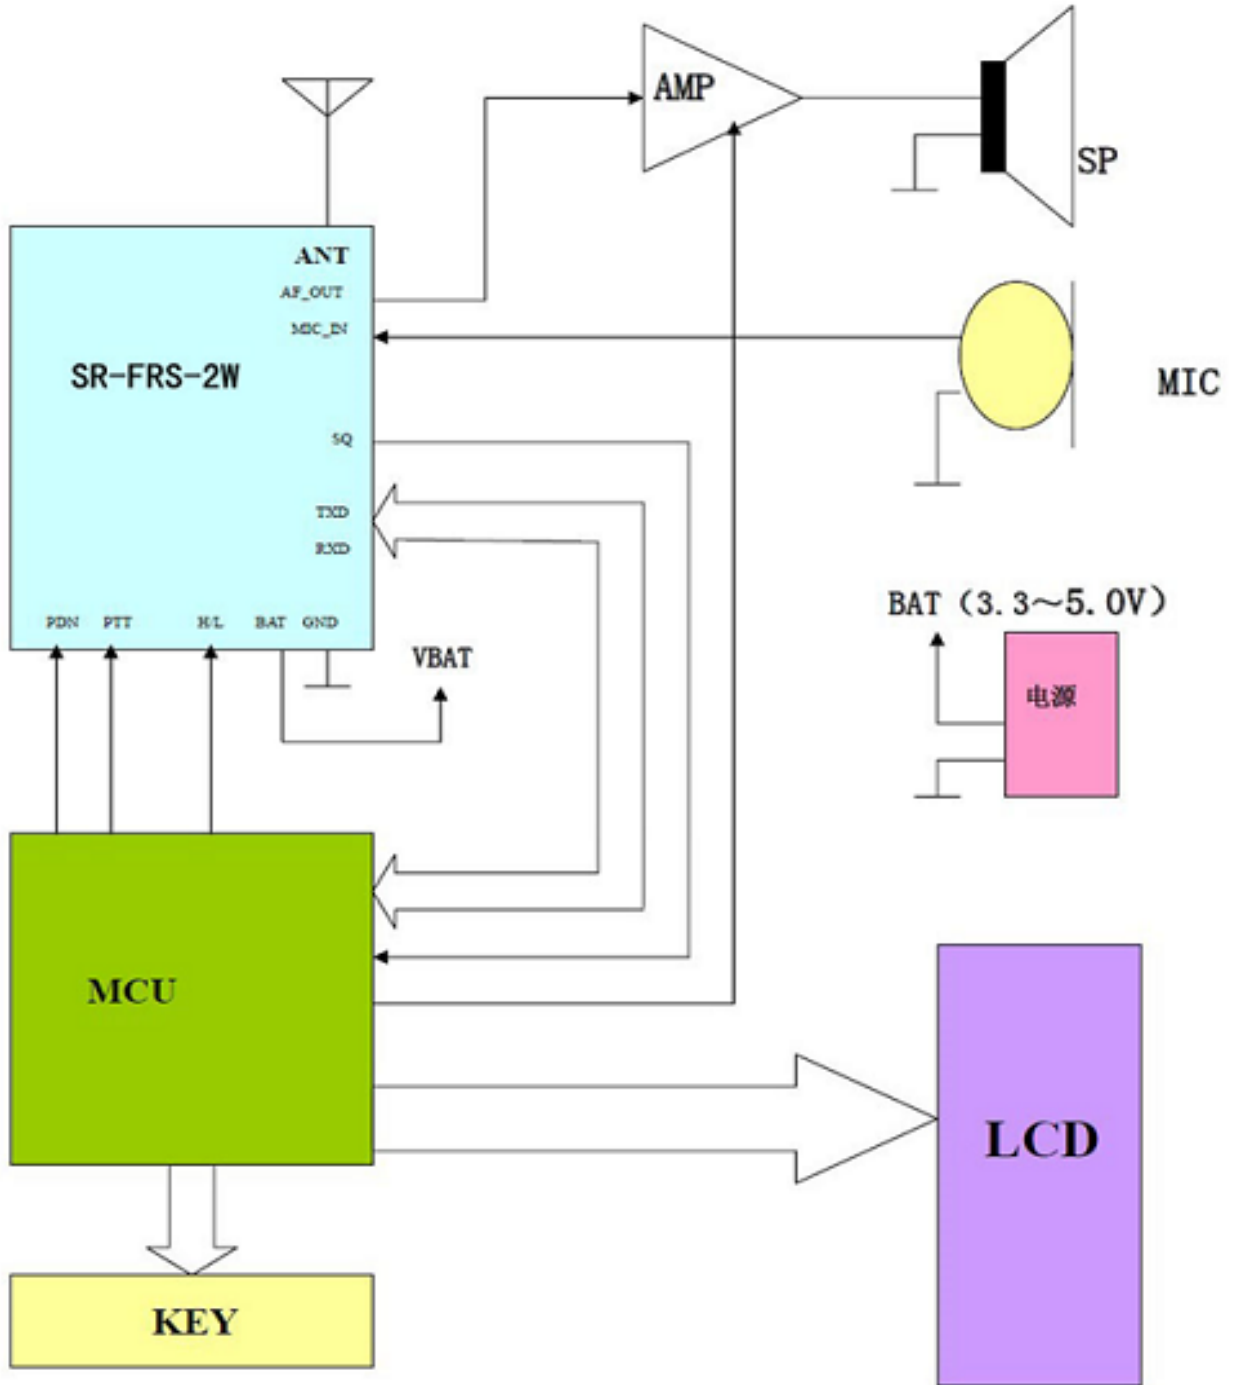 AMP
SP
ANT
AF_OUT
MIC_IN
SR-FRS-2W
MIC
SQ
TXD
RXD
BAT（3.3～5.0V）
PDN PTT H/L BAT GND
VBAT
电源
MCU
LCD
KEY